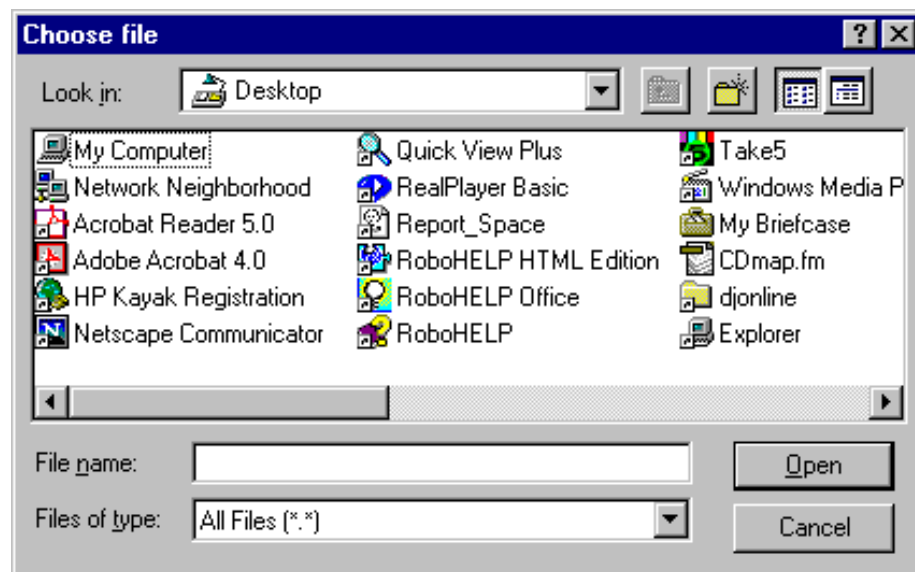 Choose file
Look in: Desktop
My Computer Quick View Plus Take5
Network Neighborhood RealPlayer Basic Windows Media P
Acrobat Reader 5.0 Report_Space My Briefcase
Adobe Acrobat 4.0 RoboHELP HTML Edition CDmap.fm
HP Kayak Registration RoboHELP Office djonline
Netscape Communicator RoboHELP Explorer
File name: Open
Files of type: All Files (*.*) Cancel